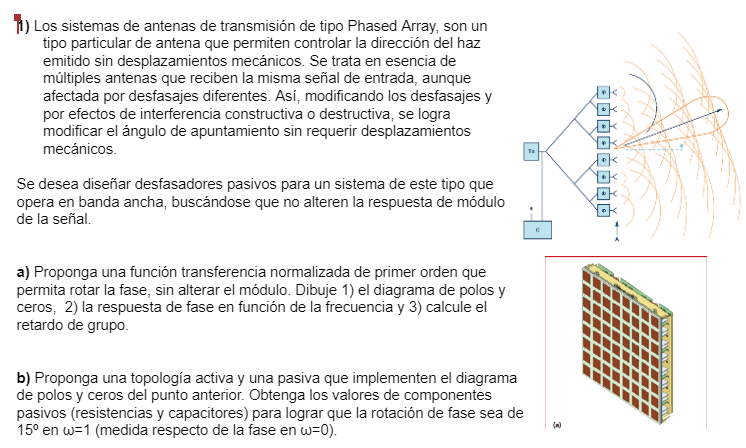 1) Los sistemas de antenas de transmisión de tipo Phased Array, son un
tipo particular de antena que permiten controlar la dirección del haz
emitido sin desplazamientos mecánicos. Se trata en esencia de
múltiples antenas que reciben la misma señal de entrada, aunque
afectada por desfasajes diferentes. Así, modificando los desfasajes y
por efectos de interferencia constructiva o destructiva, se logra
modificar el ángulo de apuntamiento sin requerir desplazamientos
mecánicos.
Se desea diseñar desfasadores pasivos para un sistema de este tipo que
opera en banda ancha, buscándose que no alteren la respuesta de módulo
de la señal.
a) Proponga una función transferencia normalizada de primer orden que
permita rotar la fase, sin alterar el módulo. Dibuje 1) el diagrama de polos y
ceros, 2) la respuesta de fase en función de la frecuencia y 3) calcule el
retardo de grupo.
b) Proponga una topología activa y una pasiva que implementen el diagrama
de polos y ceros del punto anterior. Obtenga los valores de componentes
pasivos (resistencias y capacitores) para lograr que la rotación de fase sea de
15º en ω=1 (medida respecto de la fase en ω=0).
TX
C
A
(a)